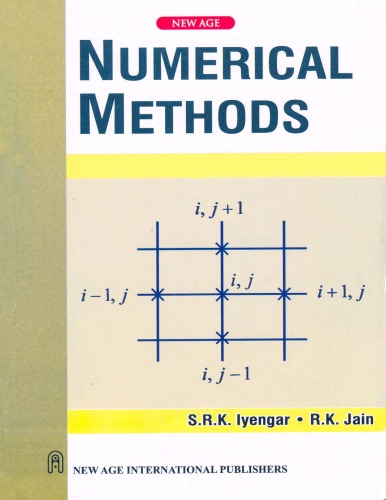 NEW AGE
NUMERICAL
METHODS
i, j + 1
i, j
i – 1, j
i + 1, j
i, j – 1
S.R.K. Iyengar • R.K. Jain
NEW AGE INTERNATIONAL PUBLISHERS